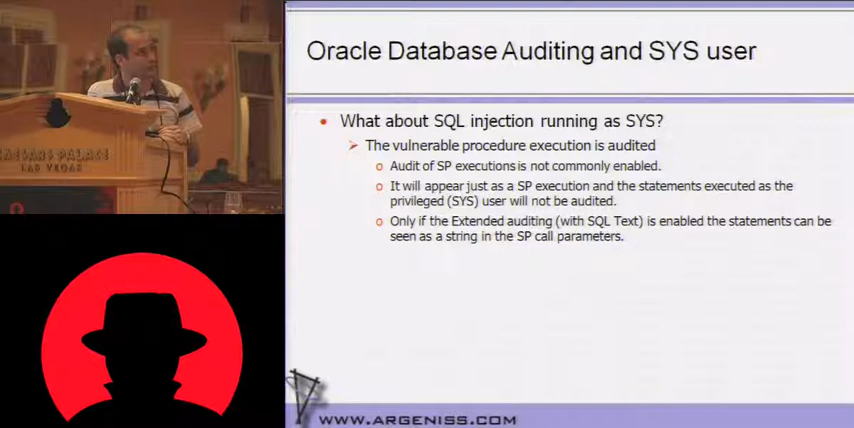 Oracle Database Auditing and SYS user
CAESARS PALACE
LAS VEGAS
What about SQL injection running as SYS?
The vulnerable procedure execution is audited
Audit of SP executions is not commonly enabled.
It will appear just as a SP execution and the statements executed as the
privileged (SYS) user will not be audited.
Only if the Extended auditing (with SQL Text) is enabled the statements can be
seen as a string in the SP call parameters.
WWW.ARGENISS.COM